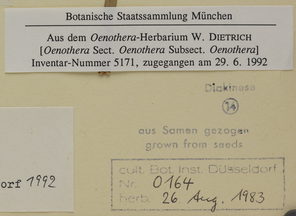 Botanische Staatssammlung München
Aus dem Oenothera-Herbarium W. DIETRICH
[Oenothera Sect. Oenothera Subsect. Oenothera]
Inventar-Nummer 5171, zugegangen am 29. 6. 1992
14
aus Samen gezogen
grown from seeds
orf 1992
cult. Bot. Inst. Düsseldorf
Nr. 0164
herb. 26 Aug. 1983